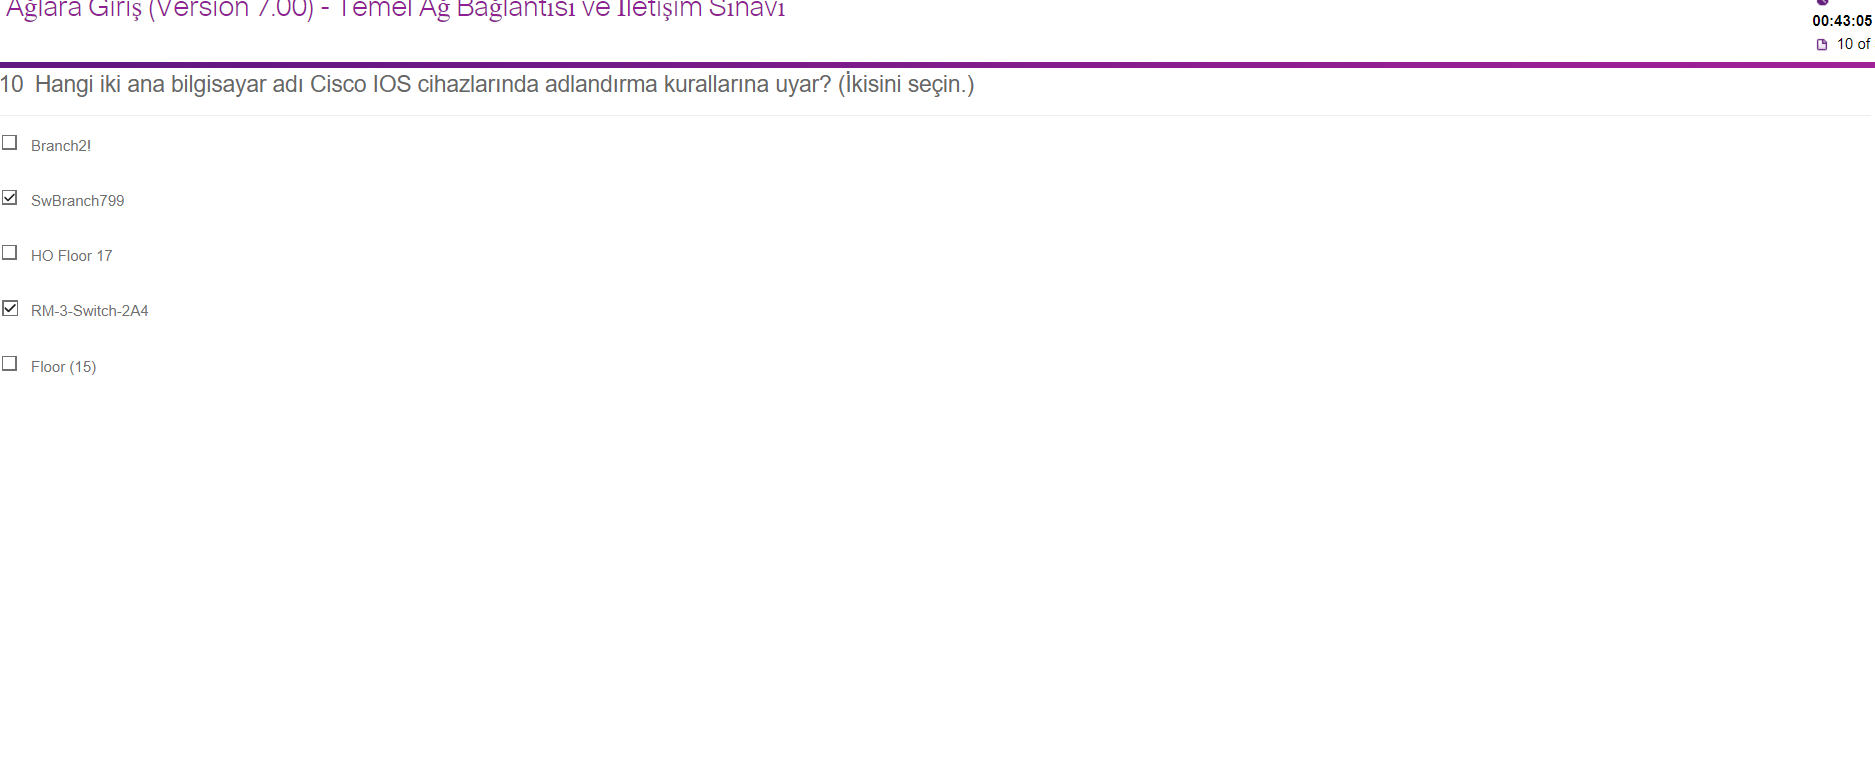 Ağlara Giriş (Version 7.00) - Temel Ağ Bağlantısı ve İletişim Sınavı
00:43:05
10 of
10 Hangi iki ana bilgisayar adı Cisco IOS cihazlarında adlandırma kurallarına uyar? (İkisini seçin.)
Branch2!
SwBranch799
HO Floor 17
RM-3-Switch-2A4
Floor (15)